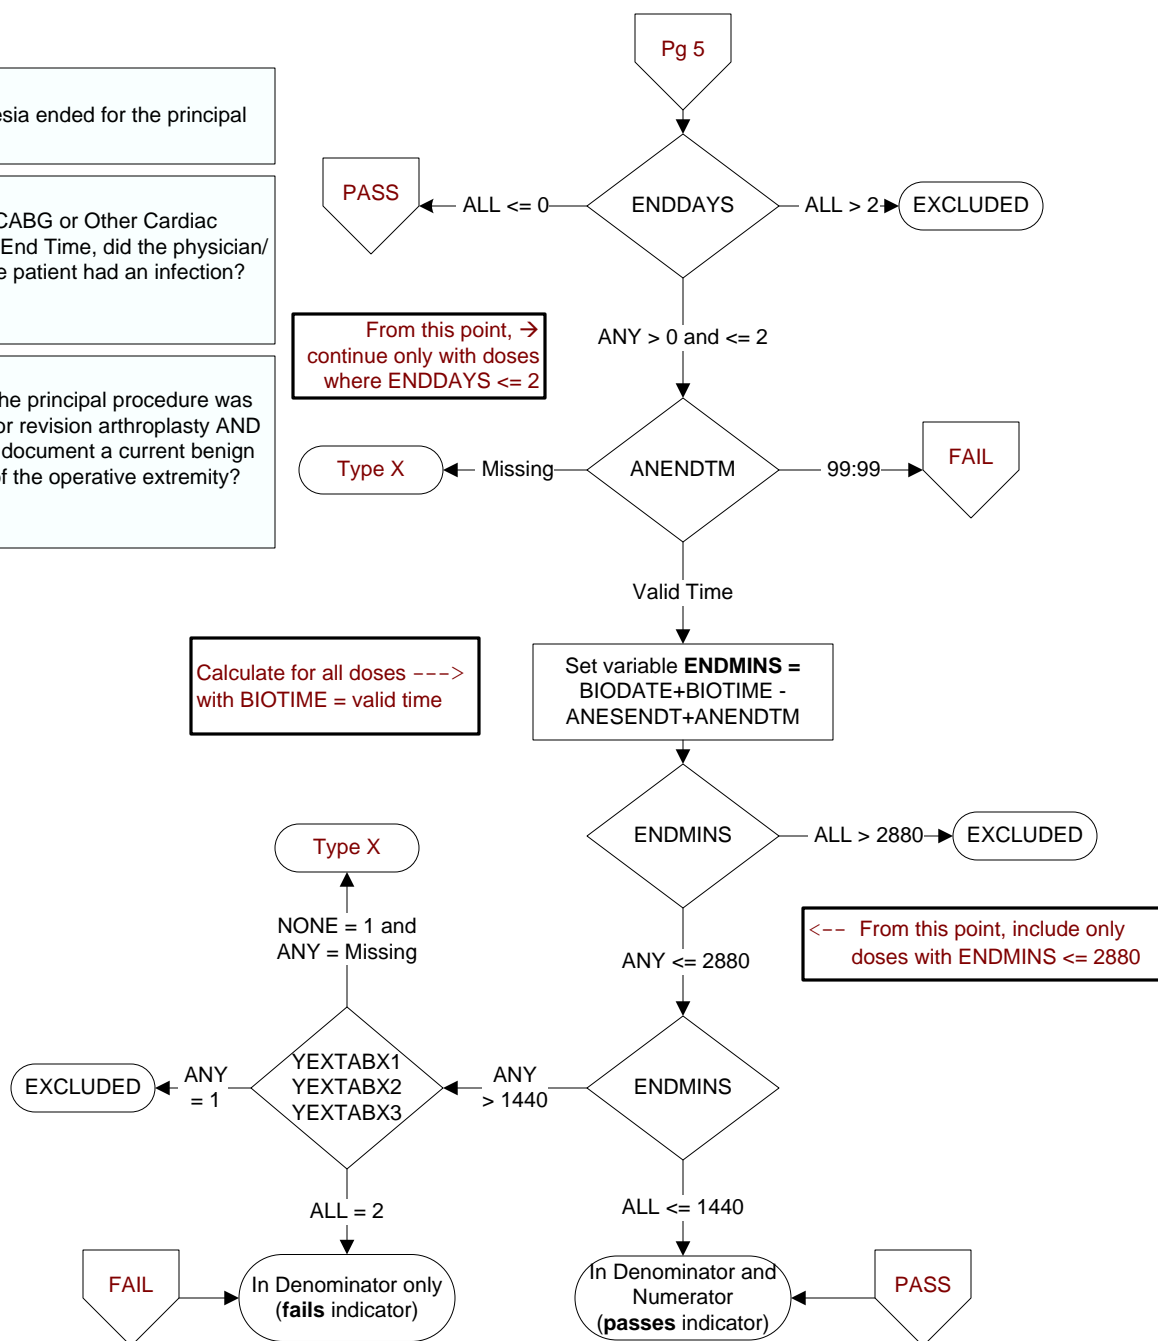 Pg 5
esia ended for the principal
PASS
ALL <= 0
ENDDAYS
ALL > 2
EXCLUDED
CABG or Other Cardiac
End Time, did the physician/
e patient had an infection?
From this point, →
continue only with doses
where ENDDAYS <= 2
ANY > 0 and <= 2
he principal procedure was
or revision arthroplasty AND
document a current benign
of the operative extremity?
Type X
Missing
ANENDTM
99:99
FAIL
Valid Time
Calculate for all doses --->
with BIOTIME = valid time
Set variable ENDMINS =
BIODATE+BIOTIME -
ANESENDT+ANENDTM
ENDMINS
ALL > 2880
EXCLUDED
Type X
NONE = 1 and
ANY = Missing
ANY <= 2880
<-- From this point, include only
doses with ENDMINS <= 2880
EXCLUDED
ANY
= 1
YEXTABX1
YEXTABX2
YEXTABX3
ANY
> 1440
ENDMINS
ALL = 2
ALL <= 1440
FAIL
In Denominator only
(fails indicator)
In Denominator and
Numerator
(passes indicator)
PASS